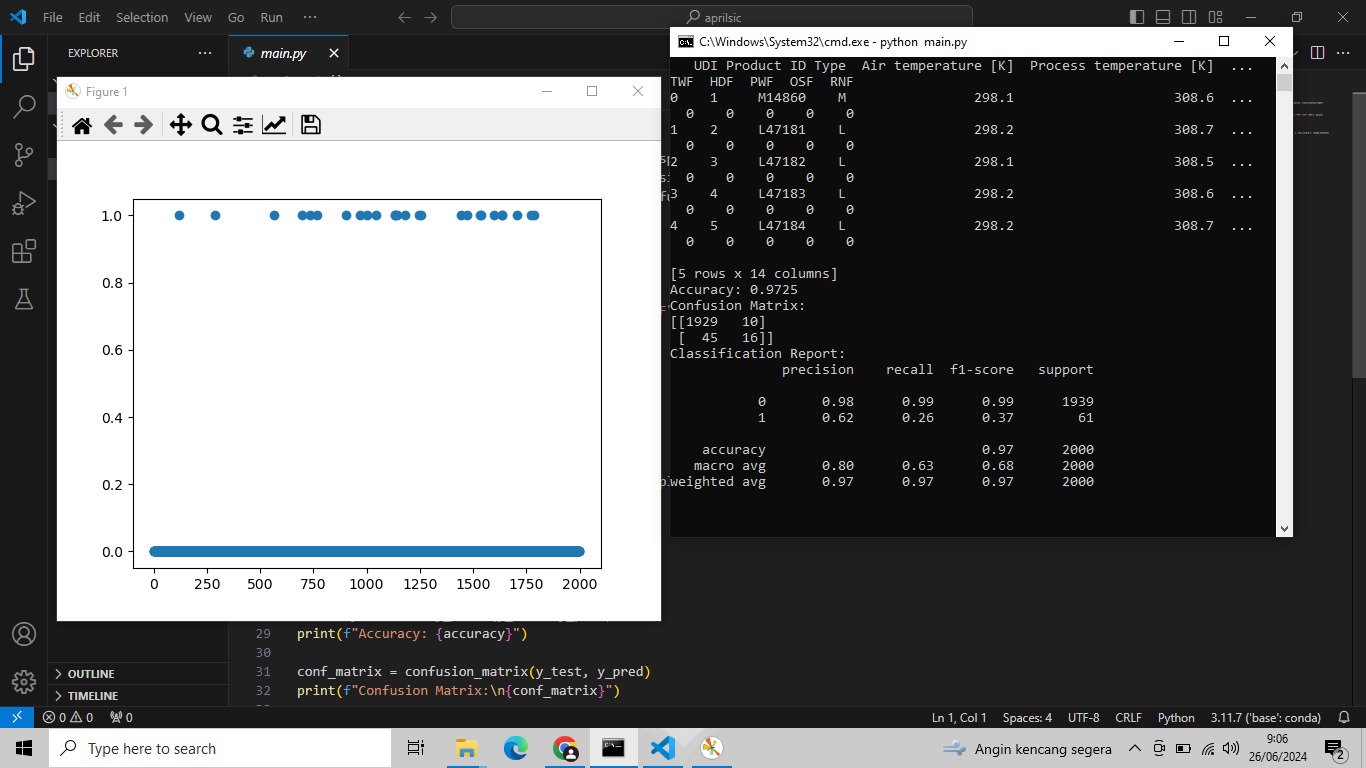 File Edit Selection View Go Run ···
aprilsic
EXPLORER ···
main.py
C:\Windows\System32\cmd.exe - python  main.py
Figure 1
1.0
0.8
0.6
0.4
0.2
0.0
0 250 500 750 1000 1250 1500 1750 2000
UDI Product ID Type  Air temperature [K]  Process temperature [K]  ...
TWF  HDF  PWF  OSF  RNF
0    1     M14860    M                298.1                    308.6  ...
0    0    0    0    0
1    2     L47181    L                298.2                    308.7  ...
0    0    0    0    0
2    3     L47182    L                298.1                    308.5  ...
0    0    0    0    0
3    4     L47183    L                298.2                    308.6  ...
0    0    0    0    0
4    5     L47184    L                298.2                    308.7  ...
0    0    0    0    0
[5 rows x 14 columns]
Accuracy: 0.9725
Confusion Matrix:
[[1929   10]
[  45   16]]
Classification Report:
precision    recall  f1-score   support
0       0.98      0.99      0.99      1939
1       0.62      0.26      0.37        61
accuracy                           0.97      2000
macro avg       0.80      0.63      0.68      2000
weighted avg       0.97      0.97      0.97      2000
29 print(f"Accuracy: {accuracy}")
30
31 conf_matrix = confusion_matrix(y_test, y_pred)
32 print(f"Confusion Matrix:\n{conf_matrix}")
OUTLINE
TIMELINE
0 0 0
Ln 1, Col 1 Spaces: 4 UTF-8 CRLF Python 3.11.7 ('base': conda)
Type here to search
Angin kencang segera
9:06
26/06/2024
2